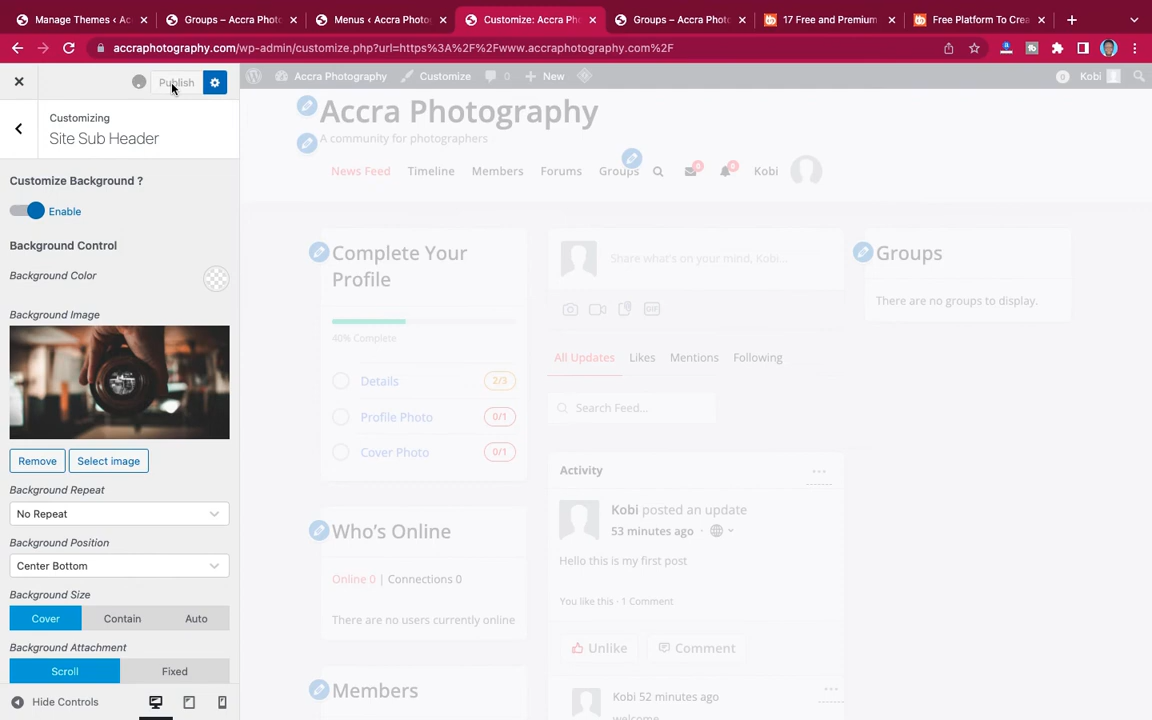 Manage Themes ‹ Ac
Groups – Accra Phot
Menus ‹ Accra Photo
Customize: Accra Ph
Groups – Accra Phot
17 Free and Premium
Free Platform To Crea
accraphotography.com/wp-admin/customize.php?url=https%3A%2F%2Fwww.accraphotography.com%2F
Publish
Accra Photography
Customize
0
New
0
Kobi
Customizing
Site Sub Header
Accra Photography
A community for photographers
News Feed
Timeline
Members
Forums
Groups
0
0
Kobi
Customize Background ?
Enable
Background Control
Background Color
Background Image
Remove
Select image
Background Repeat
No Repeat
Background Position
Center Bottom
Background Size
Cover
Contain
Auto
Background Attachment
Scroll
Fixed
Hide Controls
Complete Your
Profile
40% Complete
Details
2/3
Profile Photo
0/1
Cover Photo
0/1
Who's Online
Online 0 | Connections 0
There are no users currently online
Members
Share what's on your mind, Kobi...
GIF
All Updates
Likes
Mentions
Following
Search Feed...
Activity
Kobi posted an update
53 minutes ago
Hello this is my first post
You like this · 1 Comment
Unlike
Comment
Kobi 52 minutes ago
welcome
Groups
There are no groups to display.